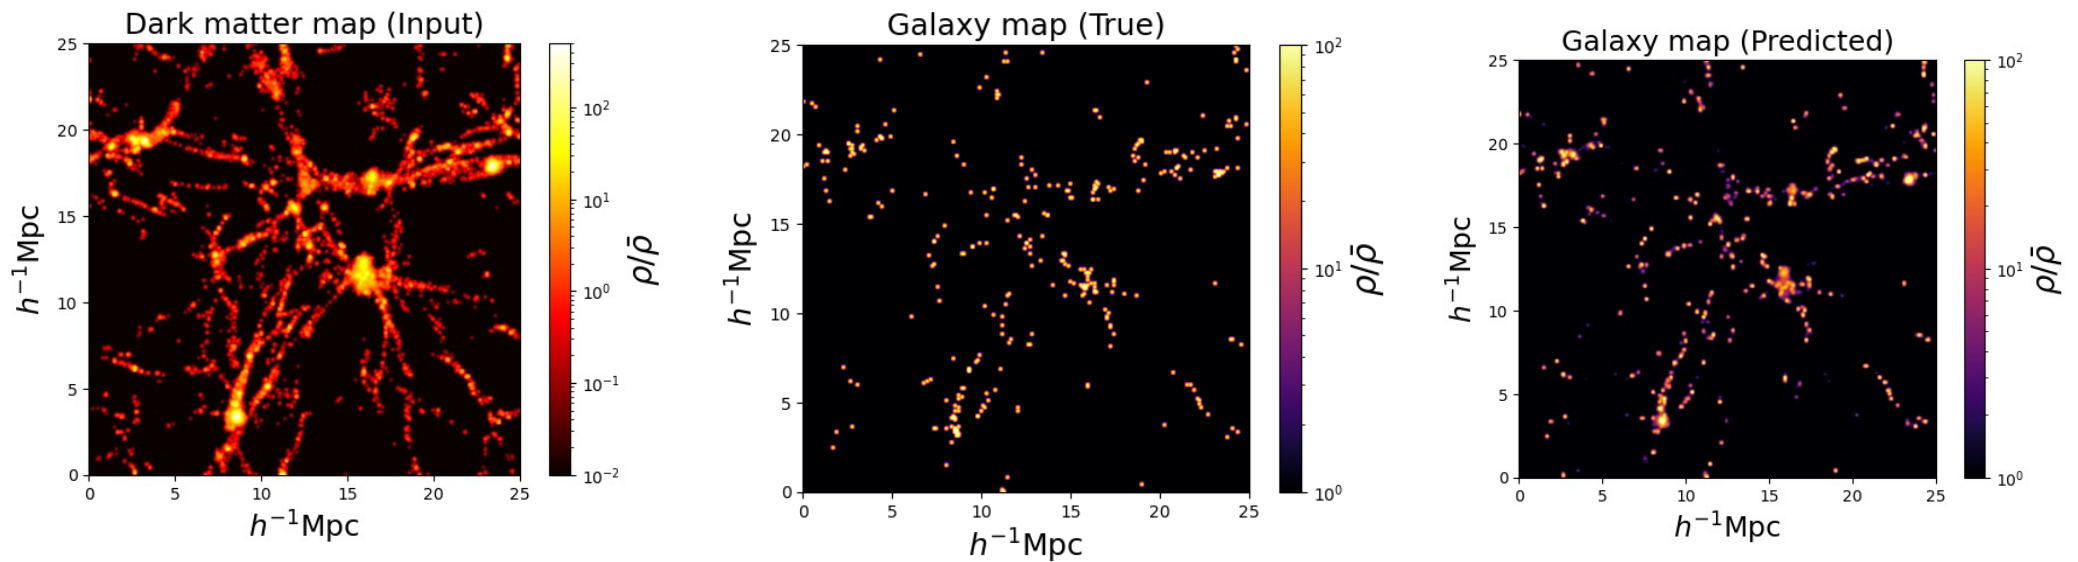 Dark matter map (Input)
25
20
15
10
5
0
0 5 10 15 20 25
h⁻¹Mpc
h⁻¹Mpc
10²
10¹
10⁰
10⁻¹
10⁻²
ρ/ρ̄
Galaxy map (True)
25
20
15
10
5
0
0 5 10 15 20 25
h⁻¹Mpc
h⁻¹Mpc
10²
10¹
10⁰
ρ/ρ̄
Galaxy map (Predicted)
25
20
15
10
5
0
0 5 10 15 20 25
h⁻¹Mpc
h⁻¹Mpc
10²
10¹
10⁰
ρ/ρ̄